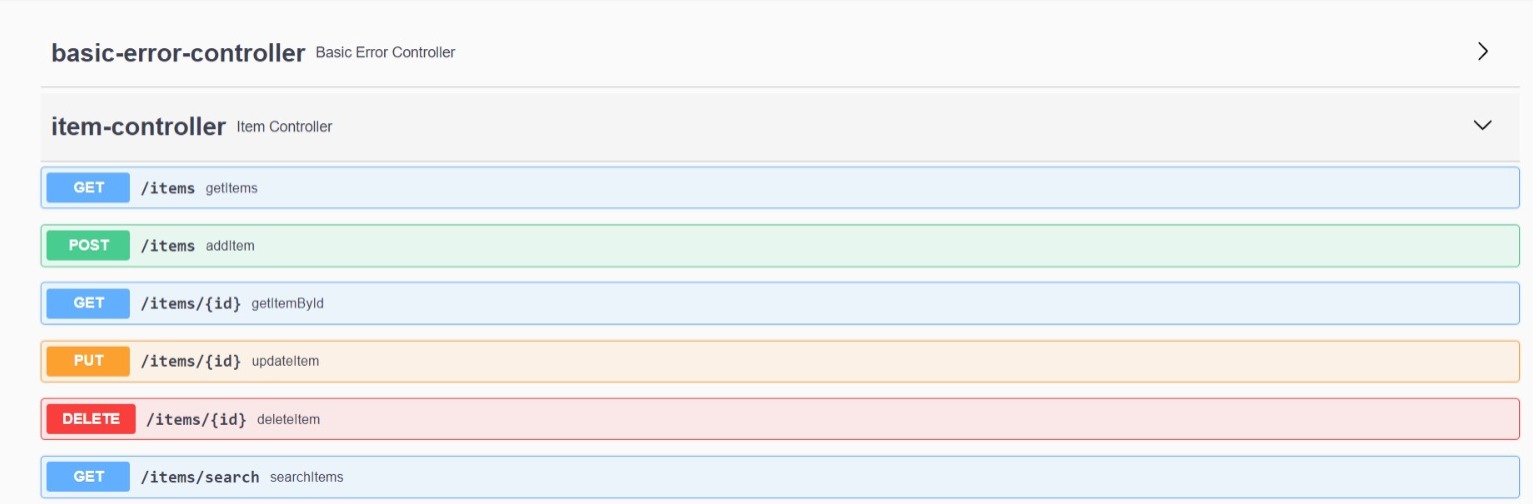 basic-error-controller Basic Error Controller
item-controller Item Controller
GET /items getItems
POST /items addItem
GET /items/{id} getItemById
PUT /items/{id} updateItem
DELETE /items/{id} deleteItem
GET /items/search searchItems